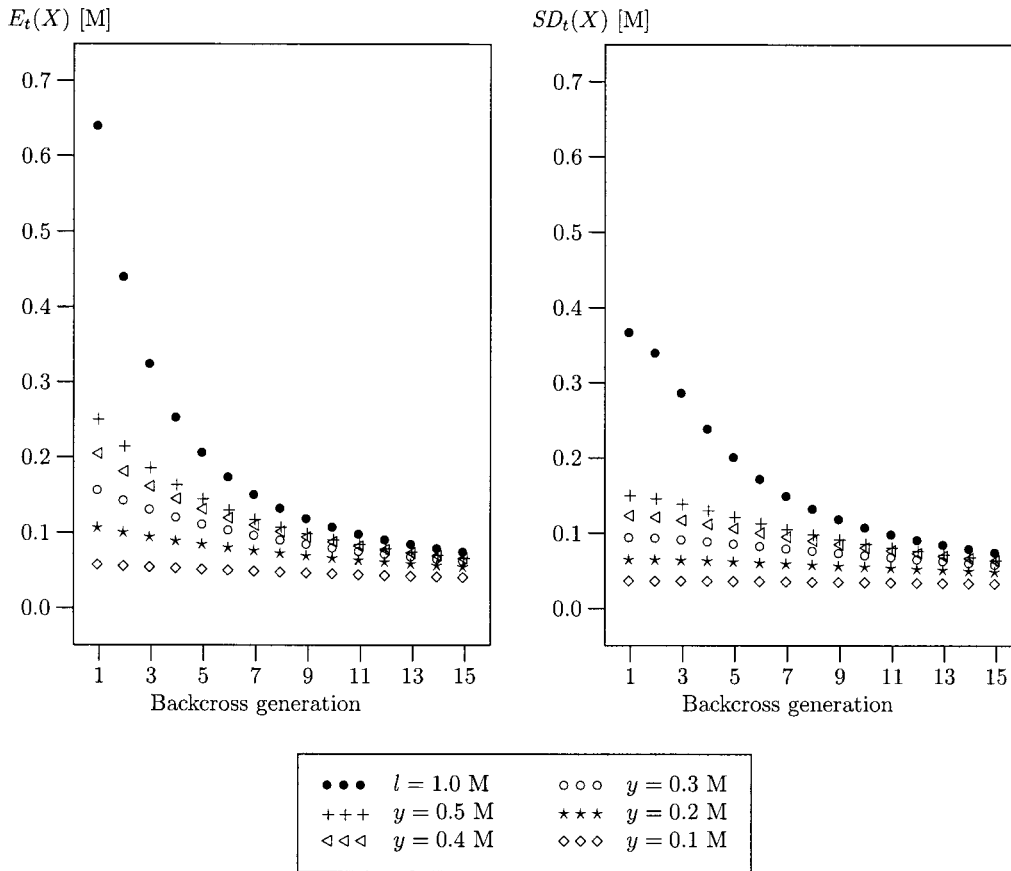 E_t(X) [M]
0.7
0.6
0.5
0.4
0.3
0.2
0.1
0.0
1 3 5 7 9 11 13 15
Backcross generation
SD_t(X) [M]
0.7
0.6
0.5
0.4
0.3
0.2
0.1
0.0
1 3 5 7 9 11 13 15
Backcross generation
l = 1.0 M
y = 0.5 M
y = 0.4 M
y = 0.3 M
y = 0.2 M
y = 0.1 M